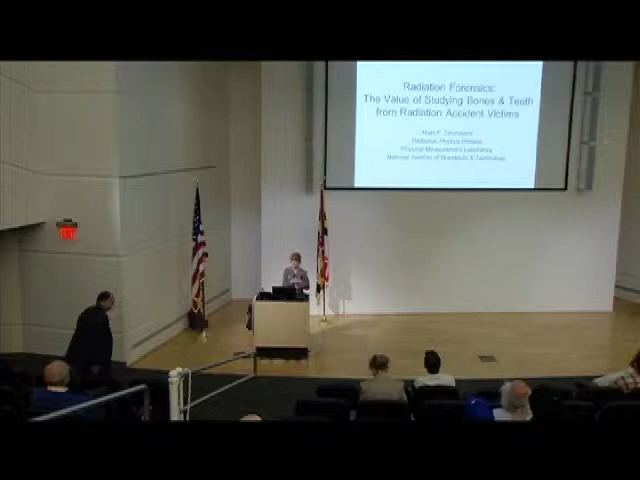 Radiation Forensics:
The Value of Studying Bones & Teeth
from Radiation Accident Victims
Radiation Physics Division
Physical Measurement Laboratory
National Institute of Standards & Technology